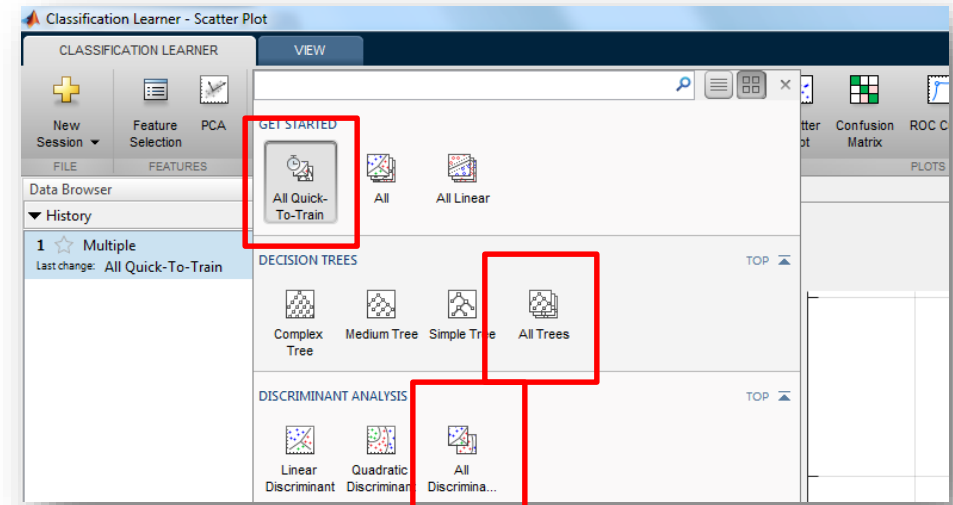 Classification Learner - Scatter Plot
CLASSIFICATION LEARNER
VIEW
New
Session
Feature
Selection
PCA
Confusion
Matrix
ROC
FILE
FEATURES
PLOTS
GET STARTED
All Quick-
To-Train
All
All Linear
Data Browser
History
1 Multiple
Last change: All Quick-To-Train
DECISION TREES
TOP
Complex
Tree
Medium Tree
Simple Tree
All Trees
DISCRIMINANT ANALYSIS
TOP
Linear
Discriminant
Quadratic
Discriminant
All
Discrimina...